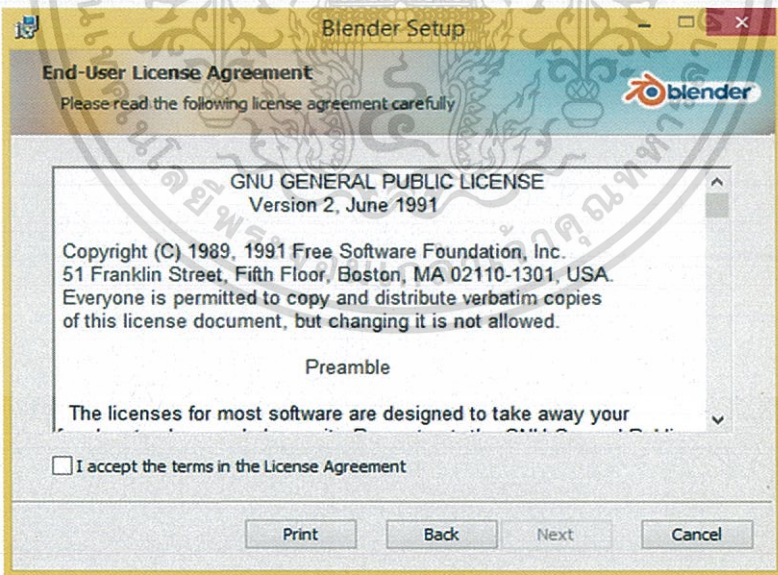 Blender Setup
End-User License Agreement
Please read the following license agreement carefully
blender
GNU GENERAL PUBLIC LICENSE
Version 2, June 1991
Copyright (C) 1989, 1991 Free Software Foundation, Inc.
51 Franklin Street, Fifth Floor, Boston, MA 02110-1301, USA.
Everyone is permitted to copy and distribute verbatim copies
of this license document, but changing it is not allowed.
Preamble
The licenses for most software are designed to take away your
I accept the terms in the License Agreement
Print Back Next Cancel